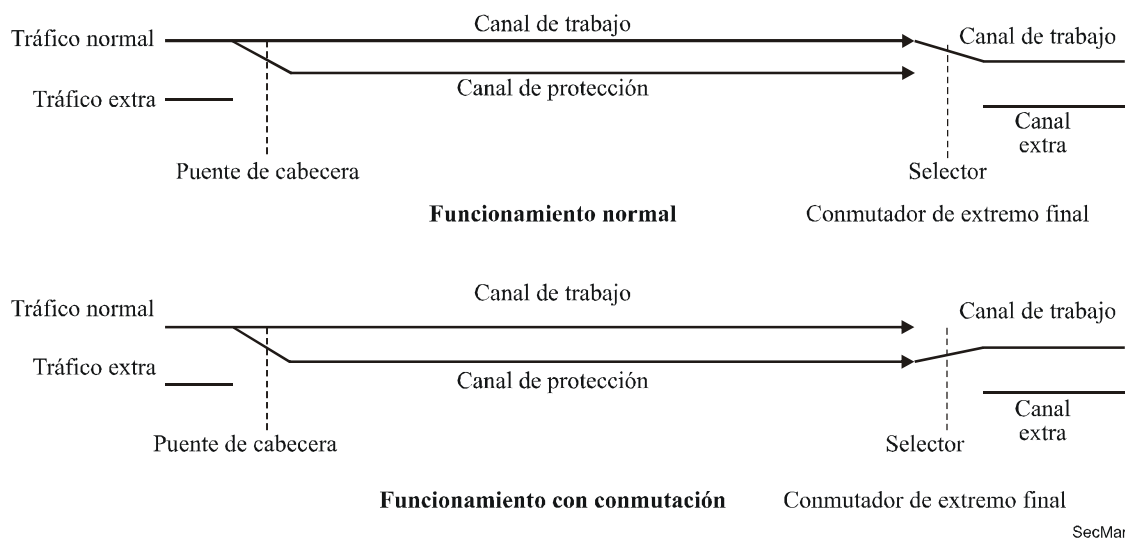 Canal de trabajo
Tráfico normal
Canal de trabajo
Tráfico extra
Canal de protección
Canal
extra
Puente de cabecera
Selector
Funcionamiento normal
Conmutador de extremo final
Canal de trabajo
Tráfico normal
Canal de trabajo
Tráfico extra
Canal de protección
Canal
extra
Puente de cabecera
Selector
Funcionamiento con conmutación
Conmutador de extremo final
SecMan